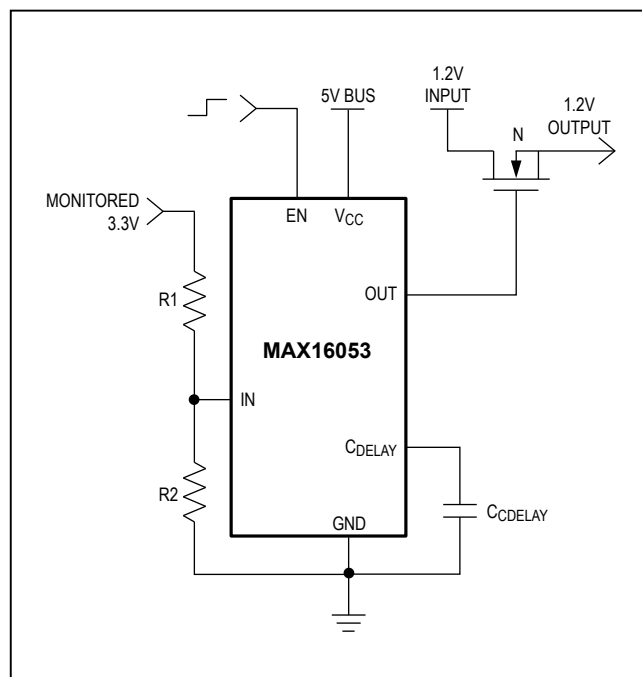 1.2V
INPUT
1.2V
OUTPUT
N
5V BUS
MONITORED
3.3V
EN
VCC
R1
OUT
MAX16053
IN
CDELAY
R2
CCDELAY
GND